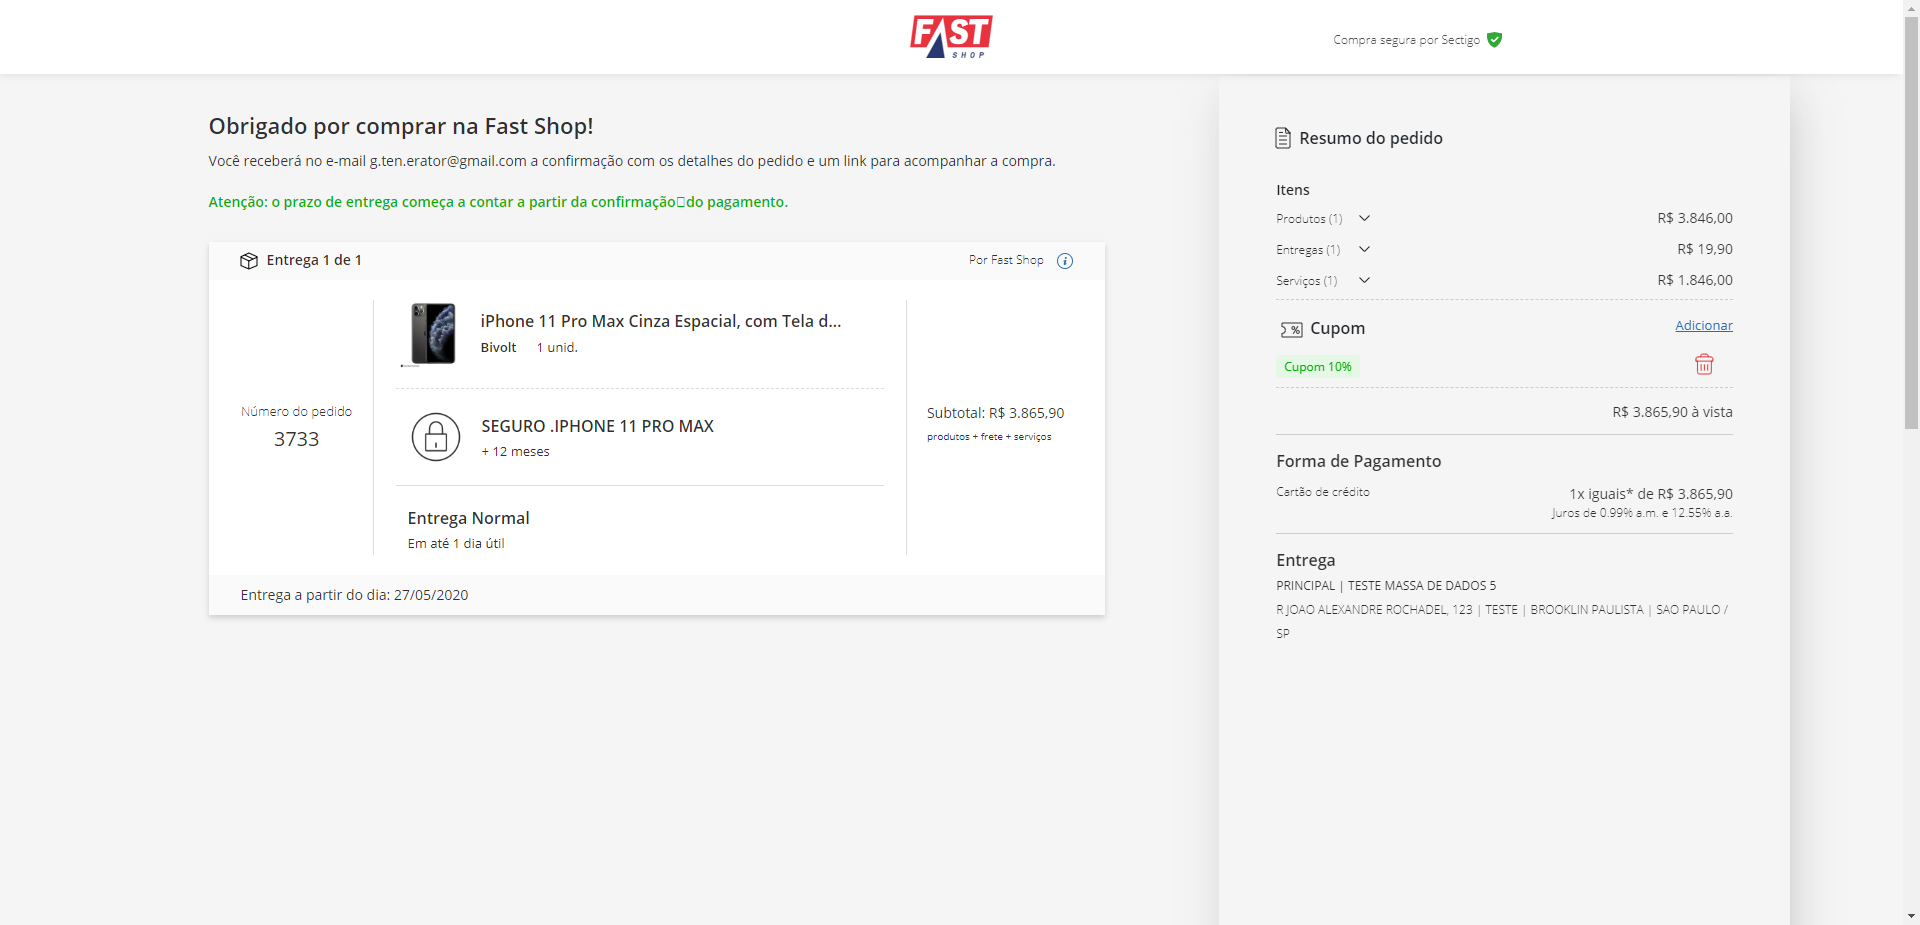 FAST
SHOP
Compra segura por Sectigo
Obrigado por comprar na Fast Shop!
Você receberá no e-mail g.ten.erator@gmail.com a confirmação com os detalhes do pedido e um link para acompanhar a compra.
Atenção: o prazo de entrega começa a contar a partir da confirmação▯do pagamento.
Entrega 1 de 1
Por Fast Shop
Número do pedido
3733
iPhone 11 Pro Max Cinza Espacial, com Tela d...
Bivolt 1 unid.
SEGURO .IPHONE 11 PRO MAX
+ 12 meses
Entrega Normal
Em até 1 dia útil
Subtotal: R$ 3.865,90
produtos + frete + serviços
Entrega a partir do dia: 27/05/2020
Resumo do pedido
Itens
Produtos (1) R$ 3.846,00
Entregas (1) R$ 19,90
Serviços (1) R$ 1.846,00
% Cupom Adicionar
Cupom 10%
R$ 3.865,90 à vista
Forma de Pagamento
Cartão de crédito 1x iguais* de R$ 3.865,90
Juros de 0.99% a.m. e 12.55% a.a.
Entrega
PRINCIPAL | TESTE MASSA DE DADOS 5
R JOAO ALEXANDRE ROCHADEL, 123 | TESTE | BROOKLIN PAULISTA | SAO PAULO /
SP